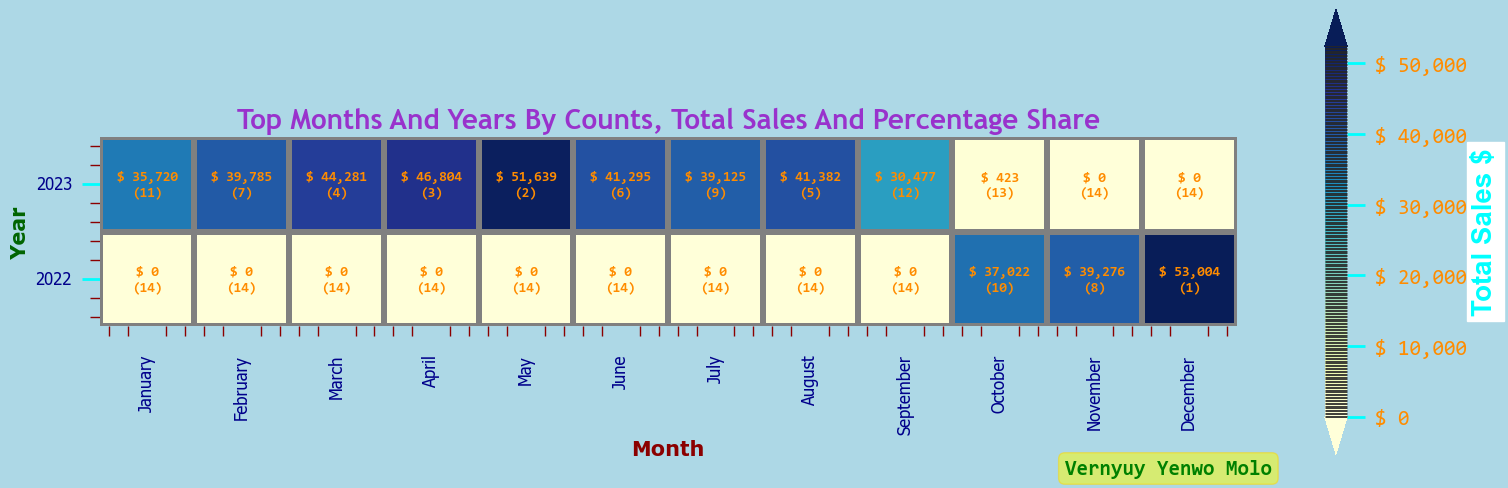 Top Months And Years By Counts, Total Sales And Percentage Share
Year
2023
$ 35,720 $ 39,785 $ 44,281 $ 46,804 $ 51,639 $ 41,295 $ 39,125 $ 41,382 $ 30,477 $ 423 $ 0 $ 0
(11) (7) (4) (3) (2) (6) (9) (5) (12) (13) (14) (14)
2022
$ 0 $ 0 $ 0 $ 0 $ 0 $ 0 $ 0 $ 0 $ 0 $ 37,022 $ 39,276 $ 53,004
(14) (14) (14) (14) (14) (14) (14) (14) (14) (10) (8) (1)
January February March April May June July August September October November December
Month
$ 50,000
$ 40,000
$ 30,000
$ 20,000
$ 10,000
$ 0
Total Sales $
Vernyuy Yenwo Molo